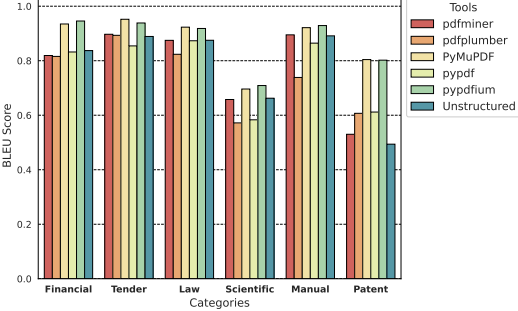 Tools
pdfminer
pdfplumber
PyMuPDF
pypdf
pypdfium
Unstructured
1.0
0.8
0.6
0.4
0.2
0.0
BLEU Score
Financial Tender Law Scientific Manual Patent
Categories